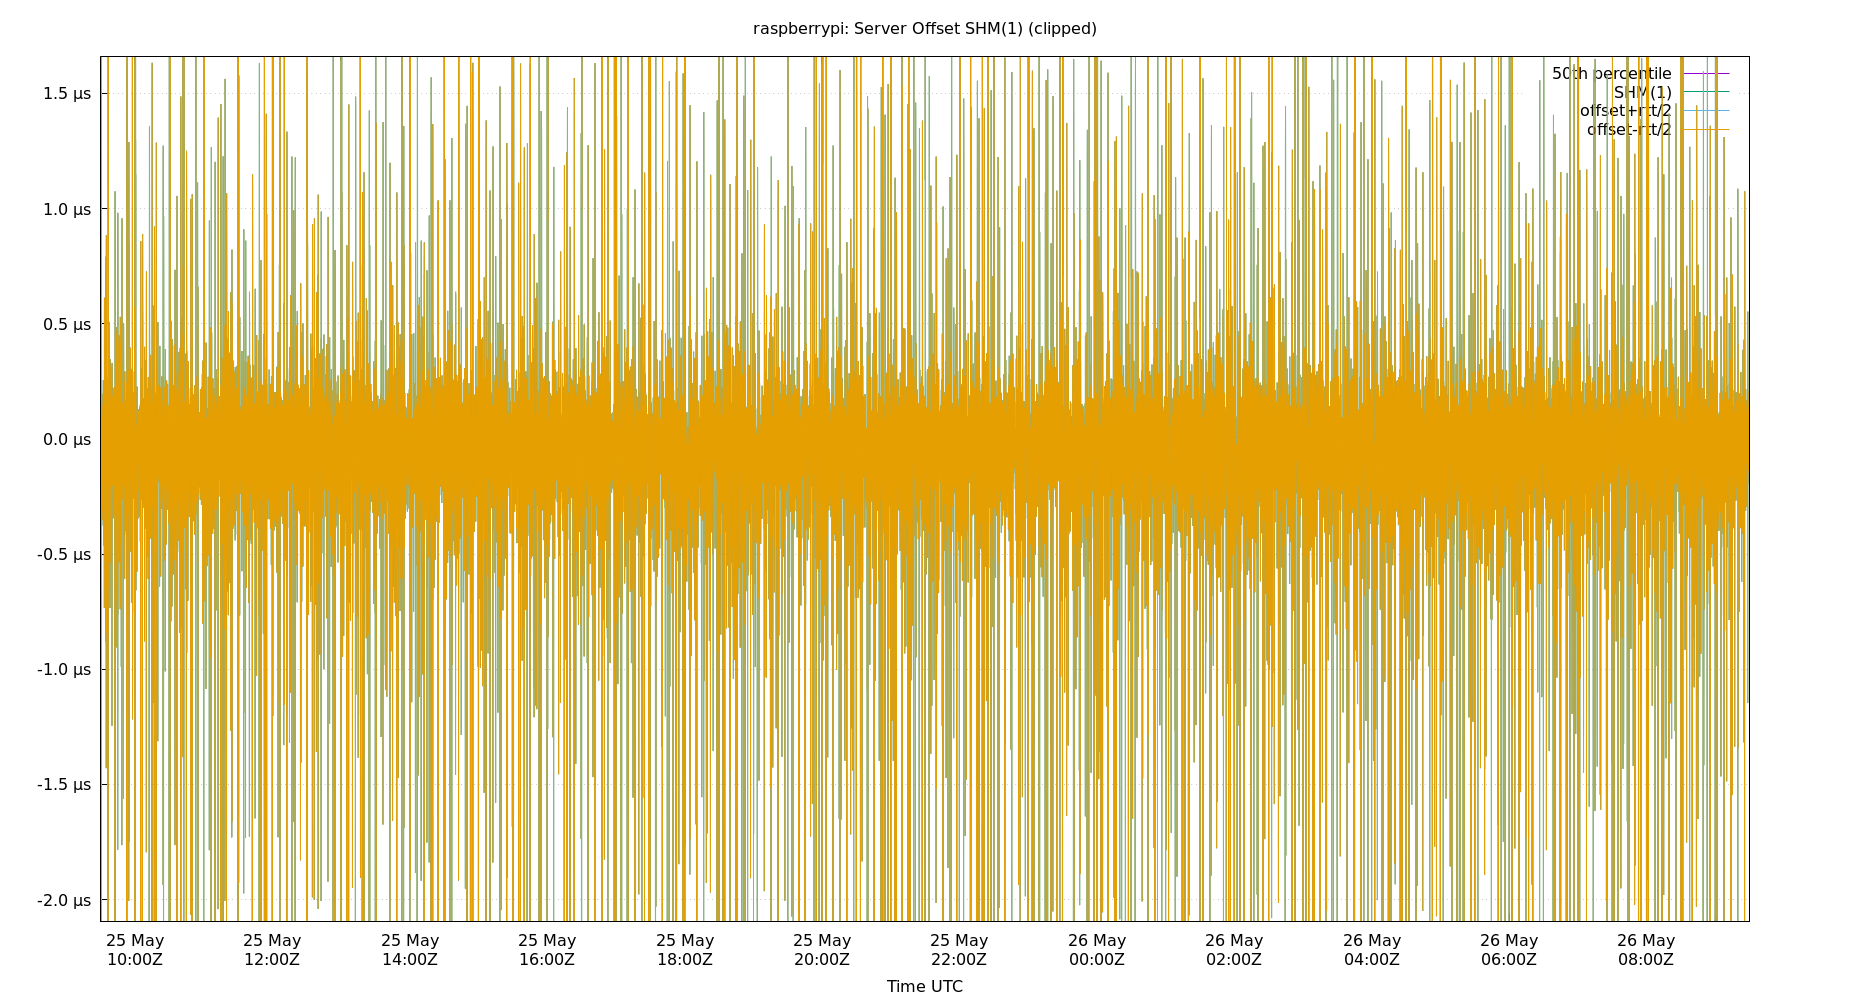 raspberrypi: Server Offset SHM(1) (clipped)
50th percentile
SHM(1)
offset+rtt/2
offset-rtt/2
1.5 µs
1.0 µs
0.5 µs
0.0 µs
-0.5 µs
-1.0 µs
-1.5 µs
-2.0 µs
25 May 25 May 25 May 25 May 25 May 25 May 25 May 26 May 26 May 26 May 26 May 26 May
10:00Z 12:00Z 14:00Z 16:00Z 18:00Z 20:00Z 22:00Z 00:00Z 02:00Z 04:00Z 06:00Z 08:00Z
Time UTC